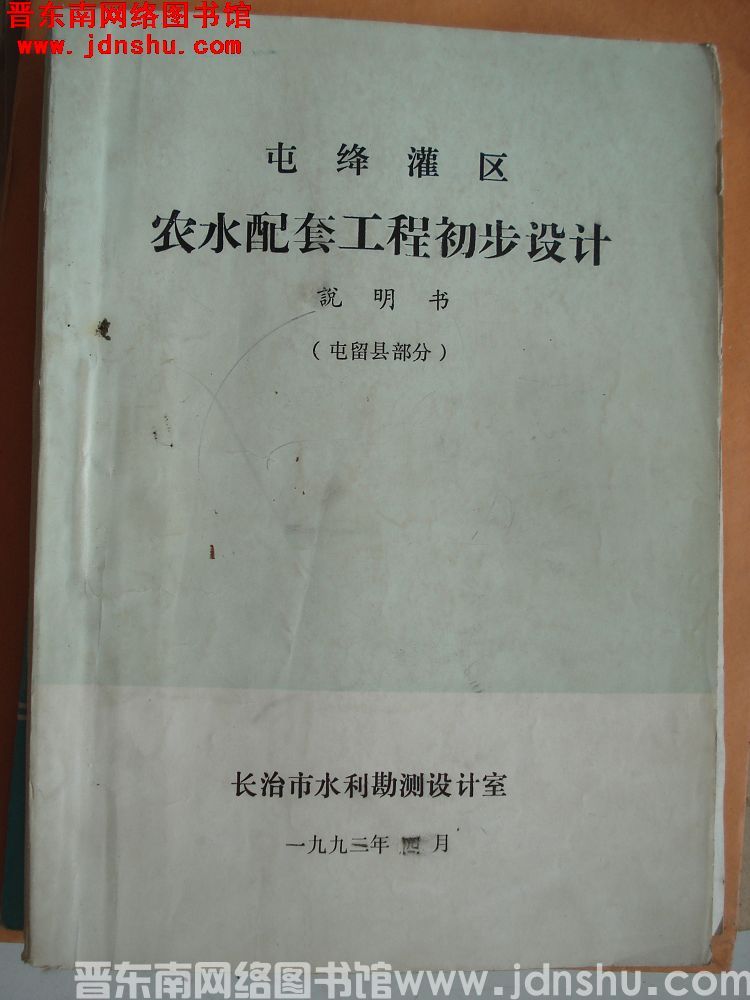 晋东南网络图书馆
www.jdnshu.com
屯绛灌区
农水配套工程初步设计
説明书
(屯留县部分)
长治市水利勘测设计室
一九九三年四月
晋东南网络图书馆www.jdnshu.com